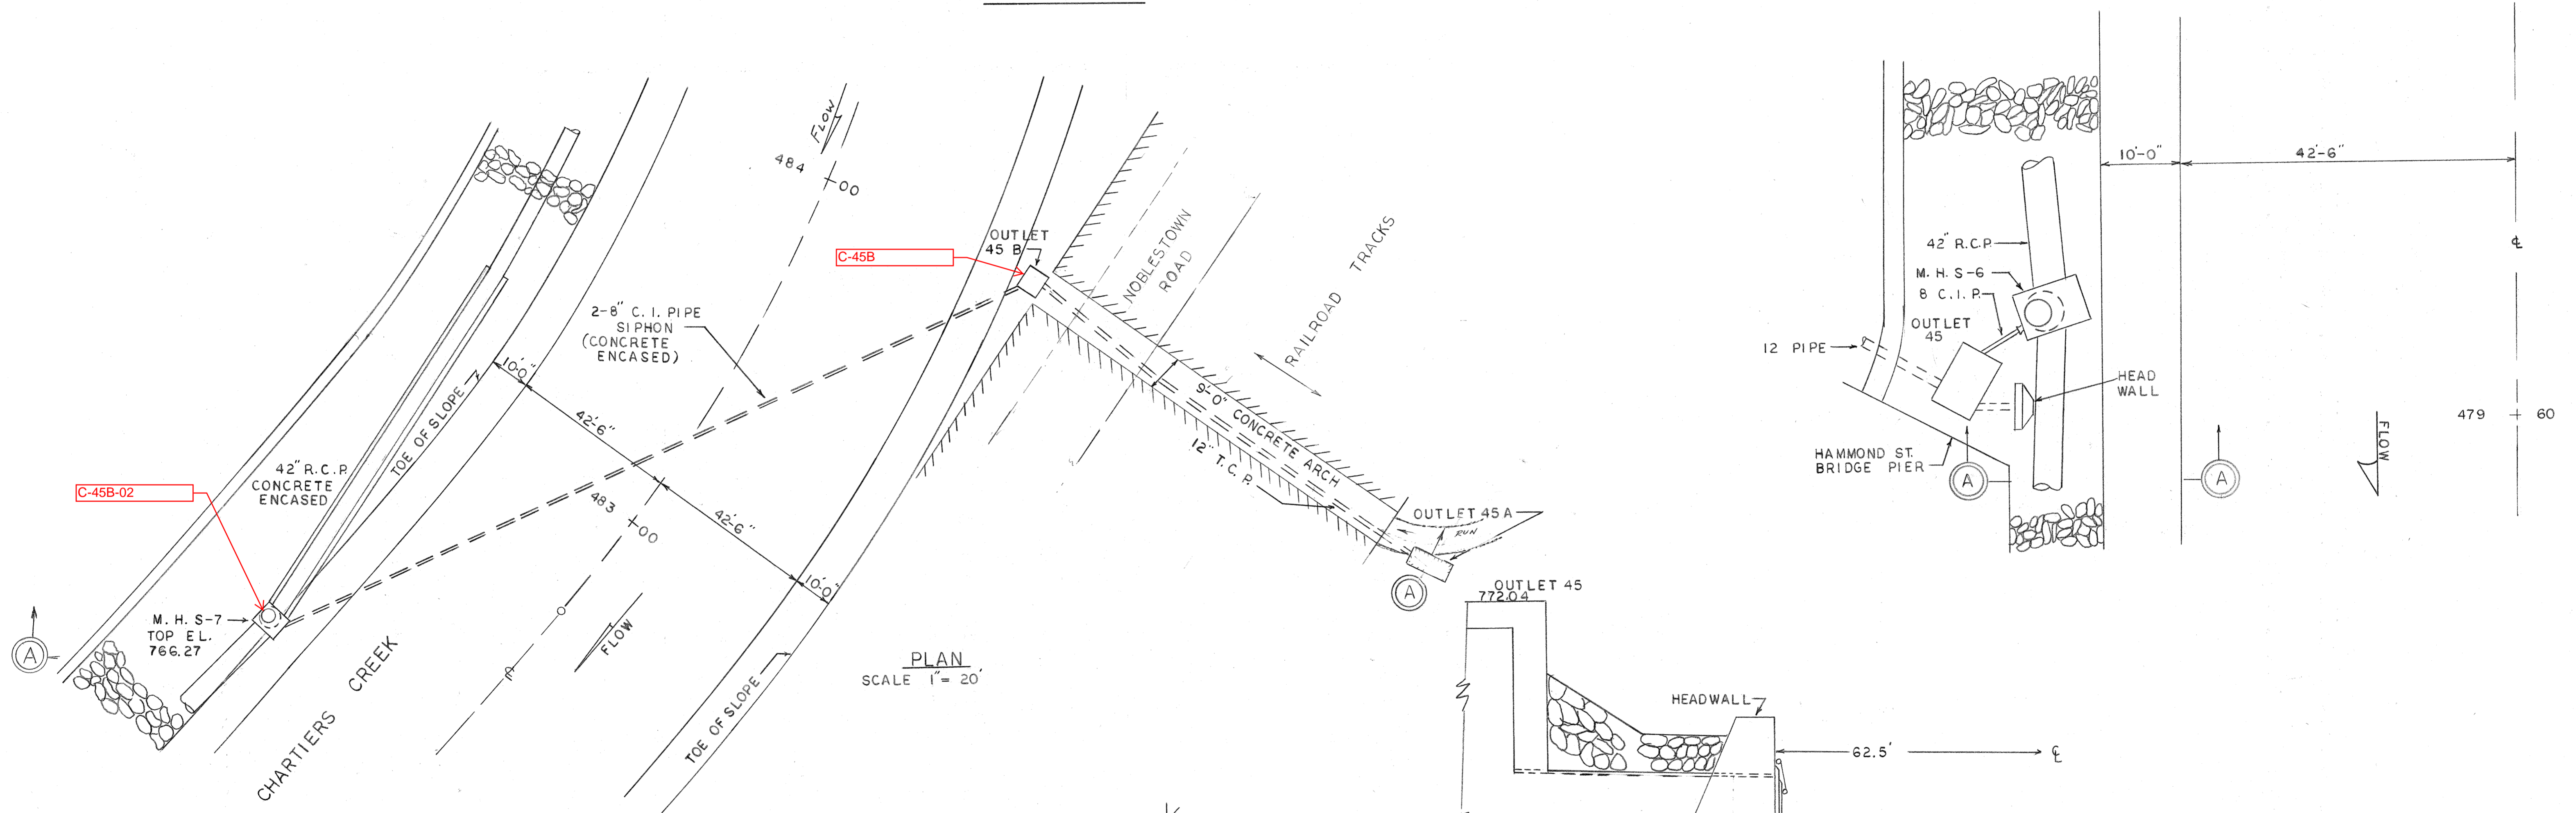 FLOW
484
00
OUTLET
45 B
C-45B
NOBLESTOWN
ROAD
RAILROAD TRACKS
2-8" C. I. PIPE
SIPHON
(CONCRETE
ENCASED)
10'-0"
42'-6"
TOE OF SLOPE
9'-0" CONCRETE ARCH
12" T. C. P.
42" R.C.P.
CONCRETE
ENCASED
C-45B-02
483
00
42'-6"
10'-0"
OUTLET 45A
RUN
A
M. H. S-7
TOP EL.
766.27
A
CHARTIERS CREEK
FLOW
TOE OF SLOPE
PLAN
SCALE 1" = 20'
OUTLET 45
772.04
HEADWALL
62.5'
10'-0"
42'-6"
42" R.C.P.
M. H. S-6
8 C.I.P.
OUTLET
45
12 PIPE
HEAD
WALL
HAMMOND ST.
BRIDGE PIER
A
A
FLOW
479
60